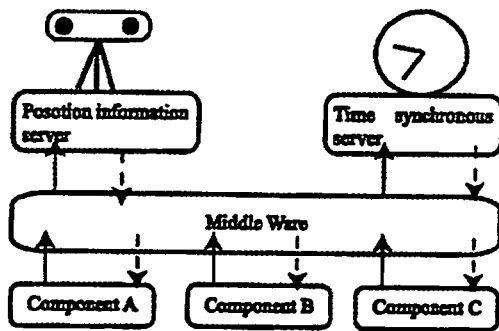 Posotion information
server
Time synchronous
server
Middle Ware
Component A
Component B
Component C